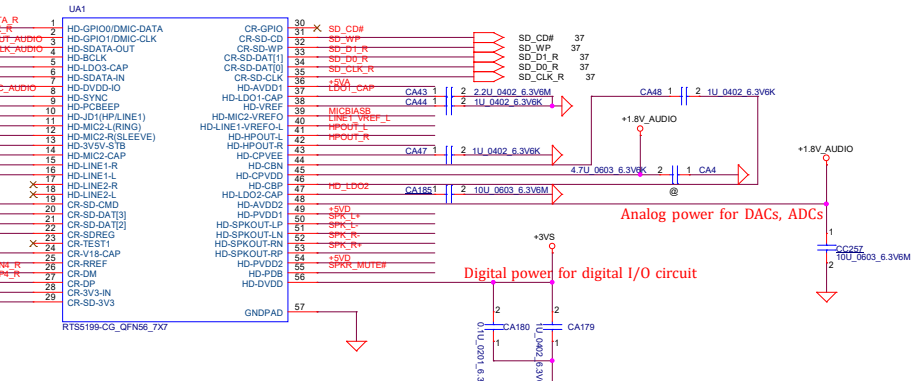 UA1
1 HD-GPIO0/DMIC-DATA
2 HD-GPIO1/DMIC-CLK
3 HD-SDATA-OUT
4 HD-BCLK
5 HD-LDO3-CAP
6 HD-SDATA-IN
7 HD-DVDD-IO
8 HD-SYNC
9 HD-PCBEEP
10 HD-JD1(HP/LINE1)
11 HD-MIC2-L(RING)
12 HD-MIC2-R(SLEEVE)
13 HD-3V5V-STB
14 HD-MIC2-CAP
15 HD-LINE1-R
16 HD-LINE1-L
17 HD-LINE2-R
18 HD-LINE2-L
19 CR-SD-CMD
20 CR-SD-DAT[3]
21 CR-SD-DAT[2]
22 CR-SDREG
23 CR-TEST1
24 CR-V18-CAP
25 CR-RREF
26 CR-DM
27 CR-DP
28 CR-3V3-IN
29 CR-SD-3V3
CR-GPIO 30
CR-SD-CD 31 SD_CD#
CR-SD-WP 32 SD_WP
CR-SD-DAT[1] 33 SD_D1_R
CR-SD-DAT[0] 34 SD_D0_R
CR-SD-CLK 35 SD_CLK_R
HD-AVDD1 36 +5VA
HD-LDO1-CAP 37 LDO1_CAP
HD-VREF 38
HD-MIC2-VREFO 39 MICBIASB
HD-LINE1-VREFO-L 40 LINE1_VREF_L
HD-HPOUT-L 41 HPOUT_L
HD-HPOUT-R 42 HPOUT_R
HD-CPVEE 43
HD-CBN 44
HD-CPVDD 45
HD-CBP 46
HD-LDO2-CAP 47 HD_LDO2
HD-AVDD2 48
HD-PVDD1 49 +5VD
HD-SPKOUT-LP 50 SPK_L+
HD-SPKOUT-LN 51 SPK_L-
HD-SPKOUT-RN 52 SPK_R-
HD-SPKOUT-RP 53 SPK_R+
HD-PVDD2 54 +5VD
HD-PDB 55 SPKR_MUTE#
HD-DVDD 56
GNDPAD 57
RTS5199-CG_QFN56_7X7
SD_CD# 37
SD_WP 37
SD_D1_R 37
SD_D0_R 37
SD_CLK_R 37
CA43 1 2 2.2U_0402_6.3V6M
CA44 1 2 1U_0402_6.3V6K
CA48 1 2 1U_0402_6.3V6K
+1.8V_AUDIO
CA47 1 2 1U_0402_6.3V6K
+1.8V_AUDIO
4.7U_0603_6.3V6K 2 1 CA4
@
CA185 1 2 10U_0603_6.3V6M
Analog power for DACs, ADCs
1
CC257
10U_0603_6.3V6M
2
+3VS
Digital power for digital I/O circuit
2 2
CA180 CA179
1 1